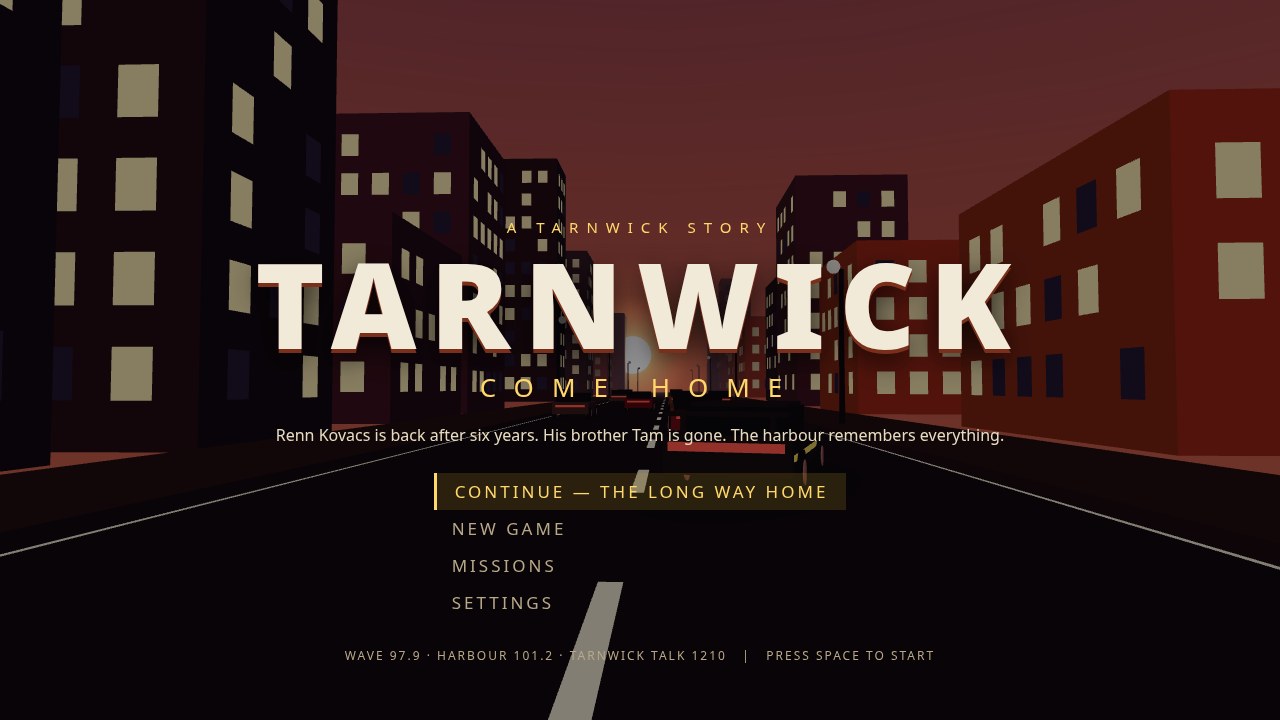 A TARNWICK STORY
TARNWICK
COME HOME
Renn Kovacs is back after six years. His brother Tam is gone. The harbour remembers everything.
CONTINUE — THE LONG WAY HOME
NEW GAME
MISSIONS
SETTINGS
WAVE 97.9 · HARBOUR 101.2 · TARNWICK TALK 1210 | PRESS SPACE TO START